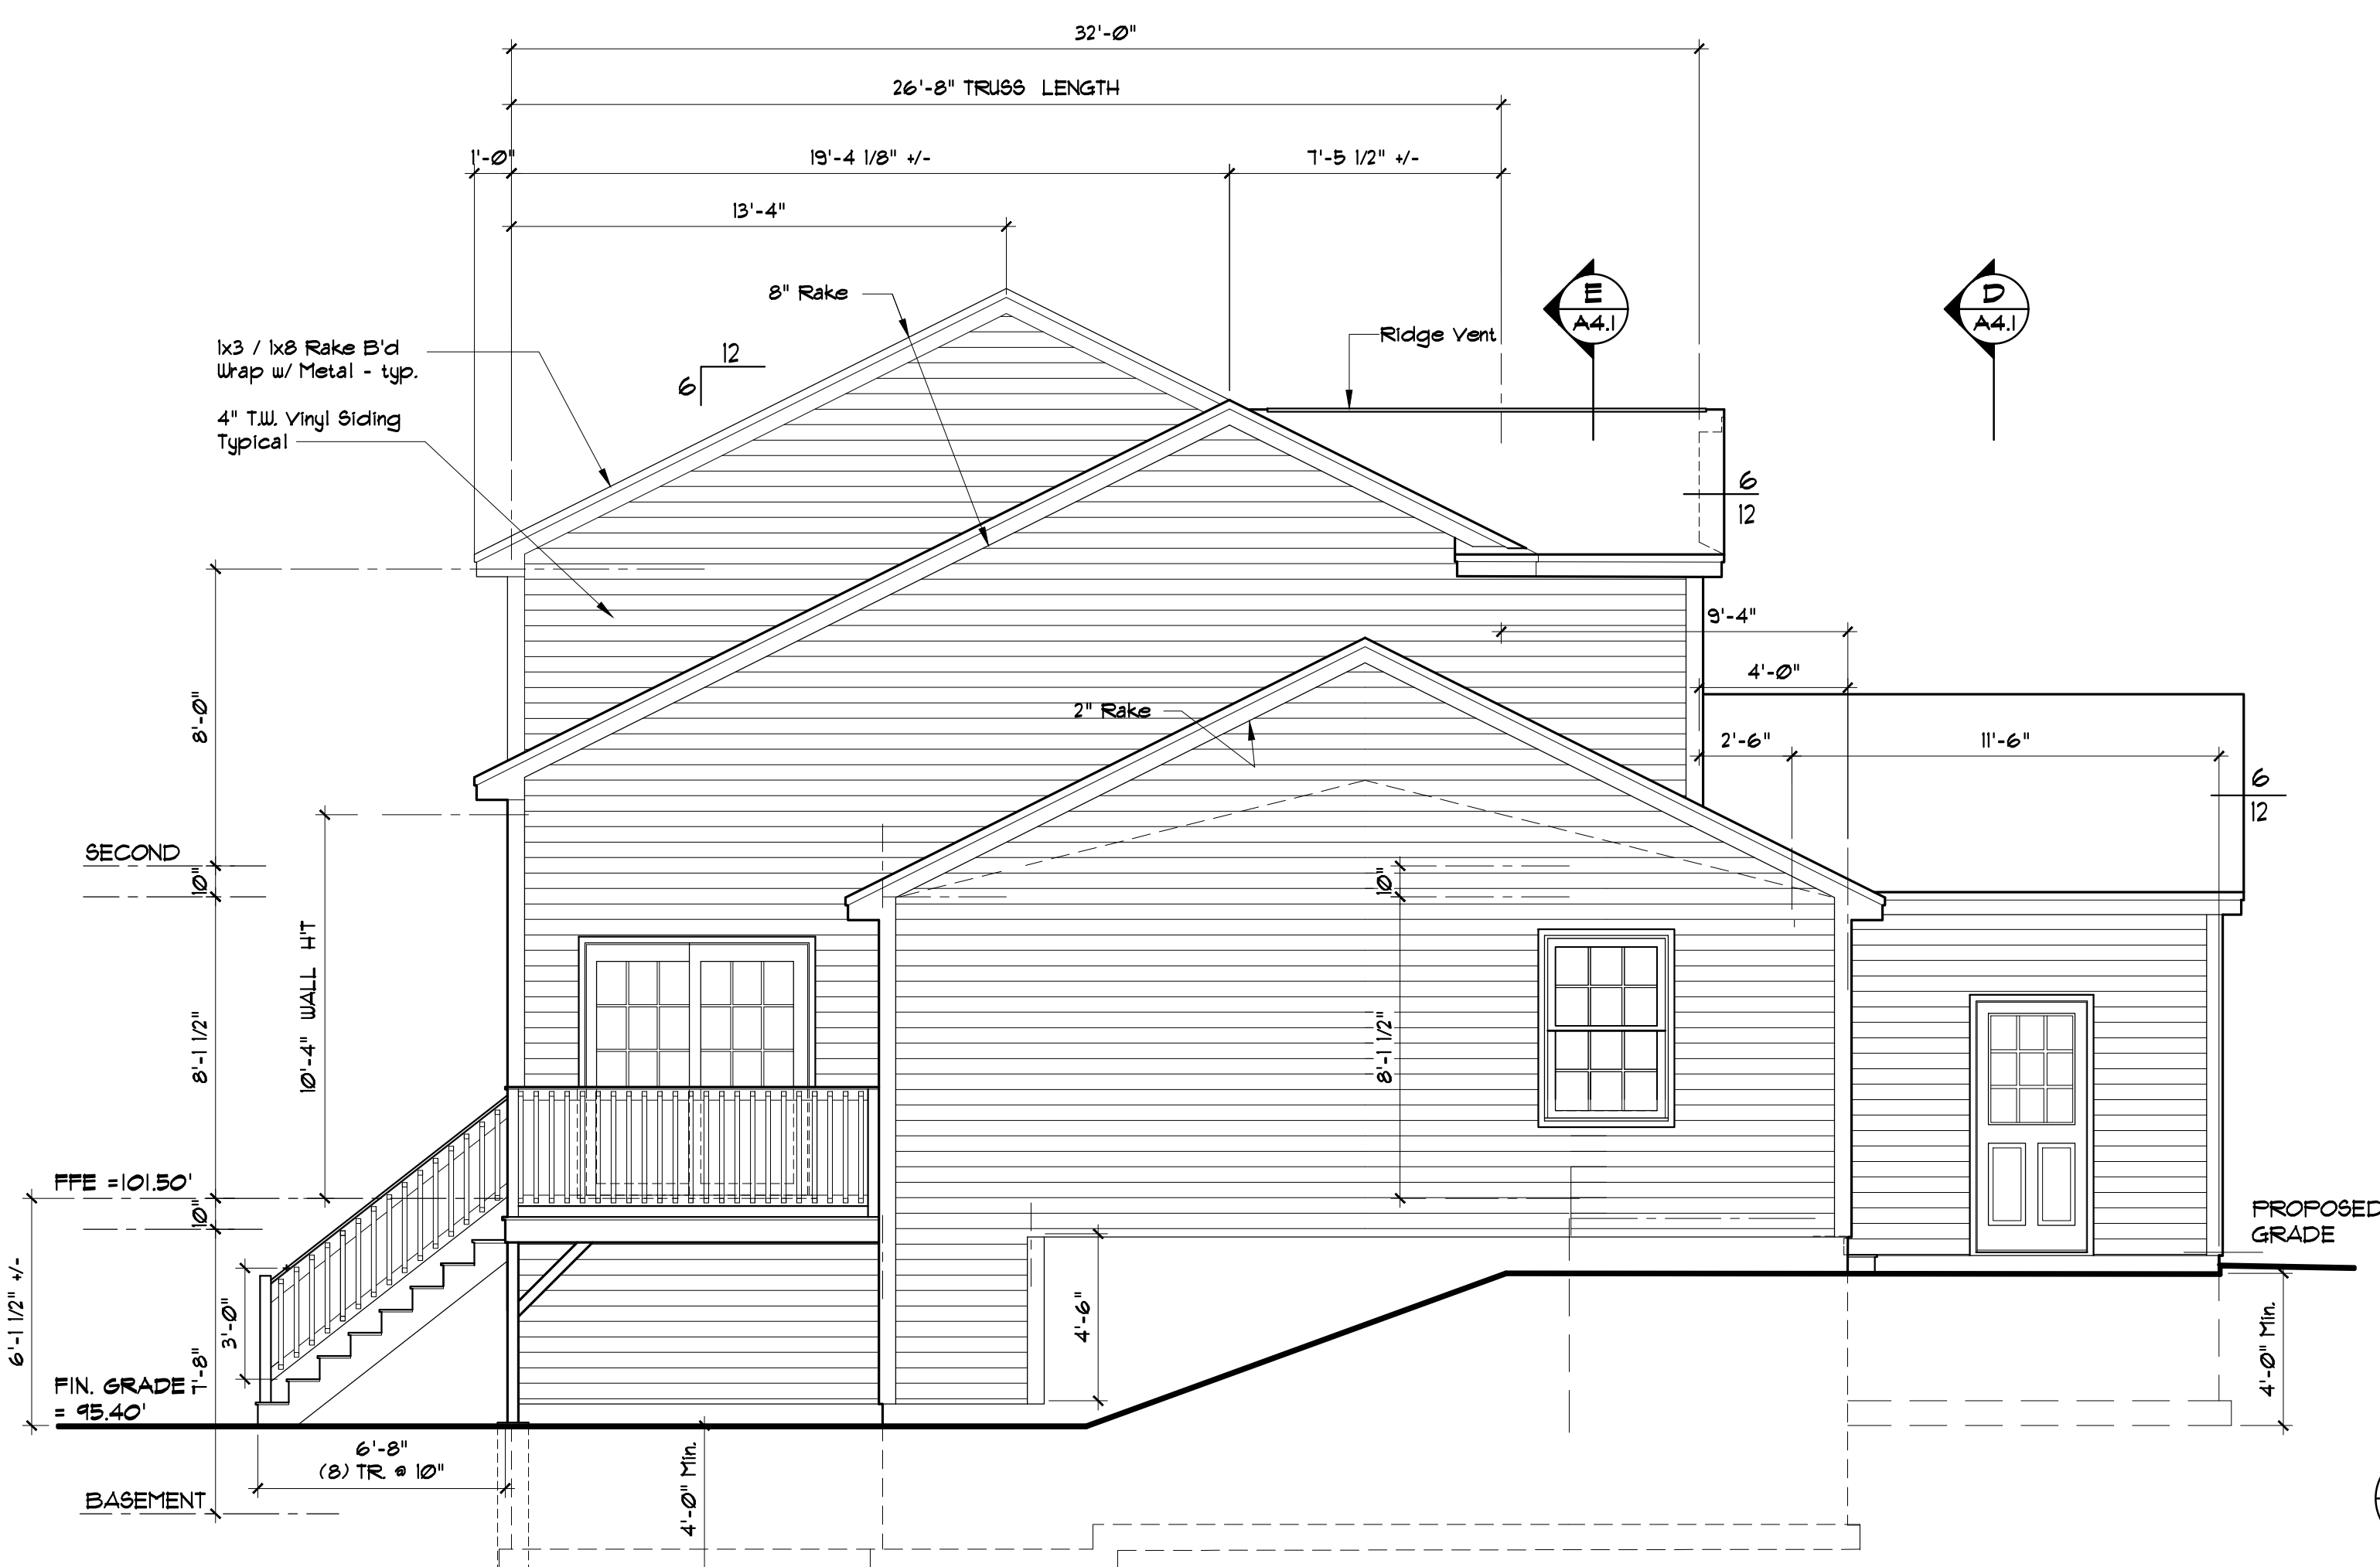 32'-0"
26'-8" TRUSS LENGTH
1'-0"
19'-4 1/8" +/-
7'-5 1/2" +/-
13'-4"
8" Rake
E
A4.1
D
A4.1
Ridge Vent
1x3 / 1x8 Rake B'd
Wrap w/ Metal - typ.
12
6
4" T.W. Vinyl Siding
Typical
6
12
9'-4"
4'-0"
2" Rake
8'-0"
2'-6"
11'-6"
6
12
SECOND
10"
10"
10'-4" WALL H'T
8'-1 1/2"
8'-1 1/2"
FFE =101.50'
10"
PROPOSED
GRADE
6'-1 1/2" +/-
3'-0"
4'-6"
7'-8"
4'-0" Min.
FIN. GRADE
= 95.40'
6'-8"
(8) TR. @ 10"
4'-0" Min.
BASEMENT